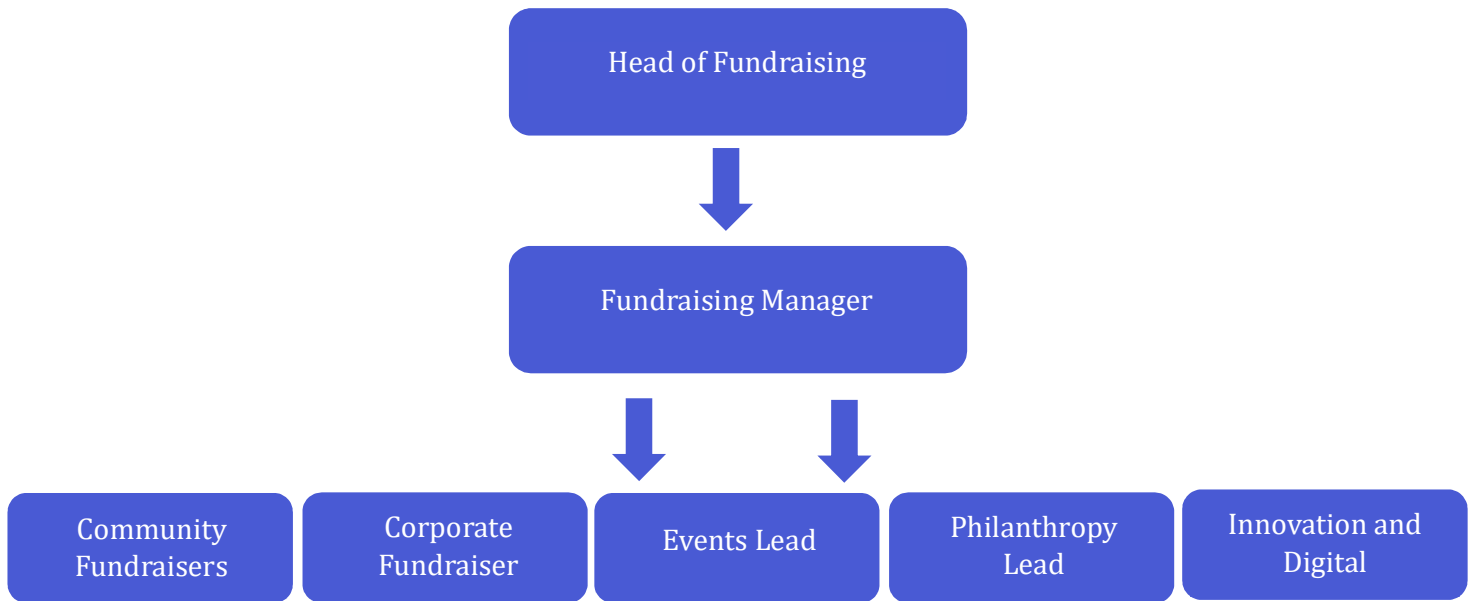 Head of Fundraising
Fundraising Manager
Community
Fundraisers
Corporate
Fundraiser
Events Lead
Philanthropy
Lead
Innovation and
Digital